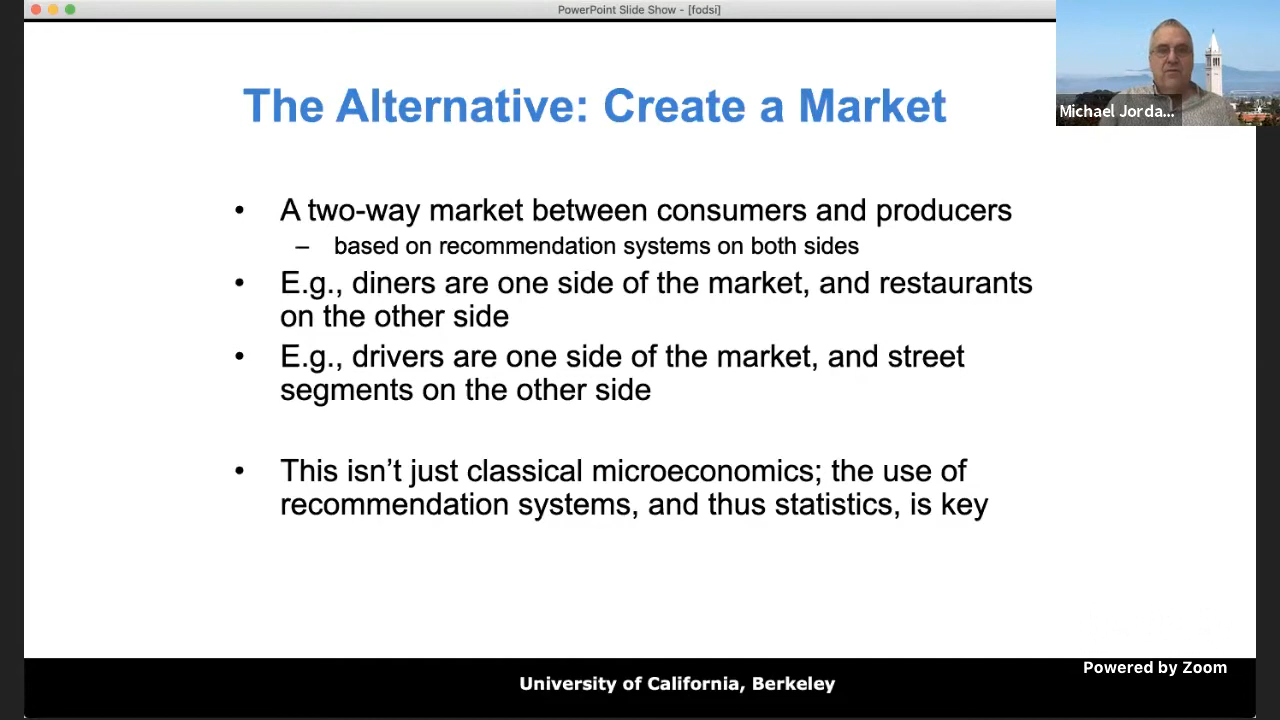 PowerPoint Slide Show - [fodsi]
Michael Jorda...
The Alternative: Create a Market
• A two-way market between consumers and producers
– based on recommendation systems on both sides
• E.g., diners are one side of the market, and restaurants
on the other side
• E.g., drivers are one side of the market, and street
segments on the other side
• This isn’t just classical microeconomics; the use of
recommendation systems, and thus statistics, is key
Powered by Zoom
University of California, Berkeley